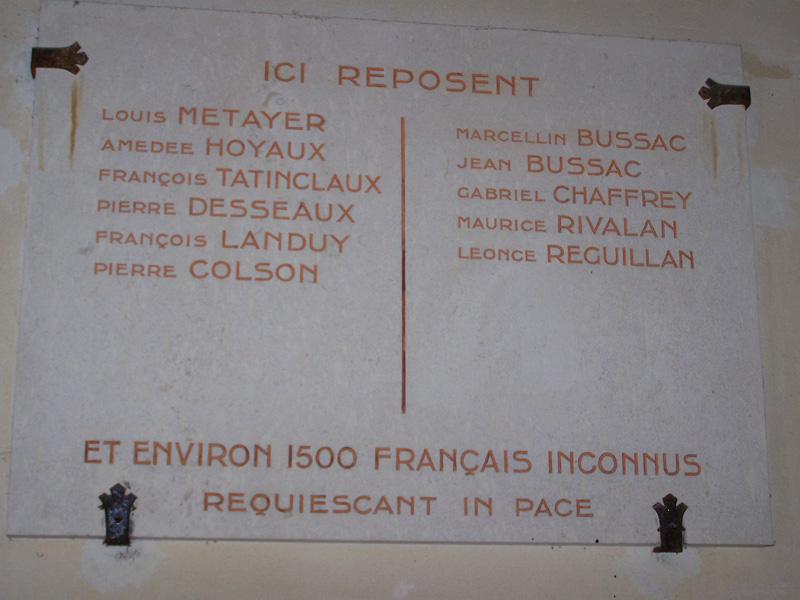 ICI REPOSENT
LOUIS METAYER
AMEDEE HOYAUX
FRANÇOIS TATINCLAUX
PIERRE DESSEAUX
FRANÇOIS LANDUY
PIERRE COLSON
MARCELLIN BUSSAC
JEAN BUSSAC
GABRIEL CHAFFREY
MAURICE RIVALAN
LEONCE REGUILLAN
ET ENVIRON 1500 FRANÇAIS INCONNUS
REQUIESCANT IN PACE